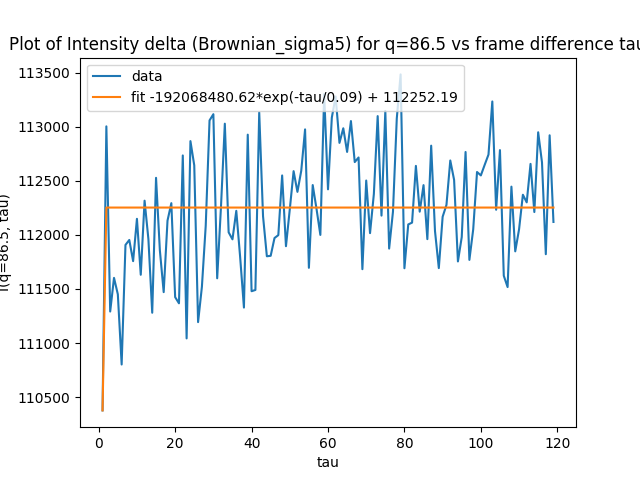 Plot of Intensity delta (Brownian_sigma5) for q=86.5 vs frame difference tau
data
fit -192068480.62*exp(-tau/0.09) + 112252.19
113500
113000
112500
112000
111500
111000
110500
I(q=86.5, tau)
0 20 40 60 80 100 120
tau